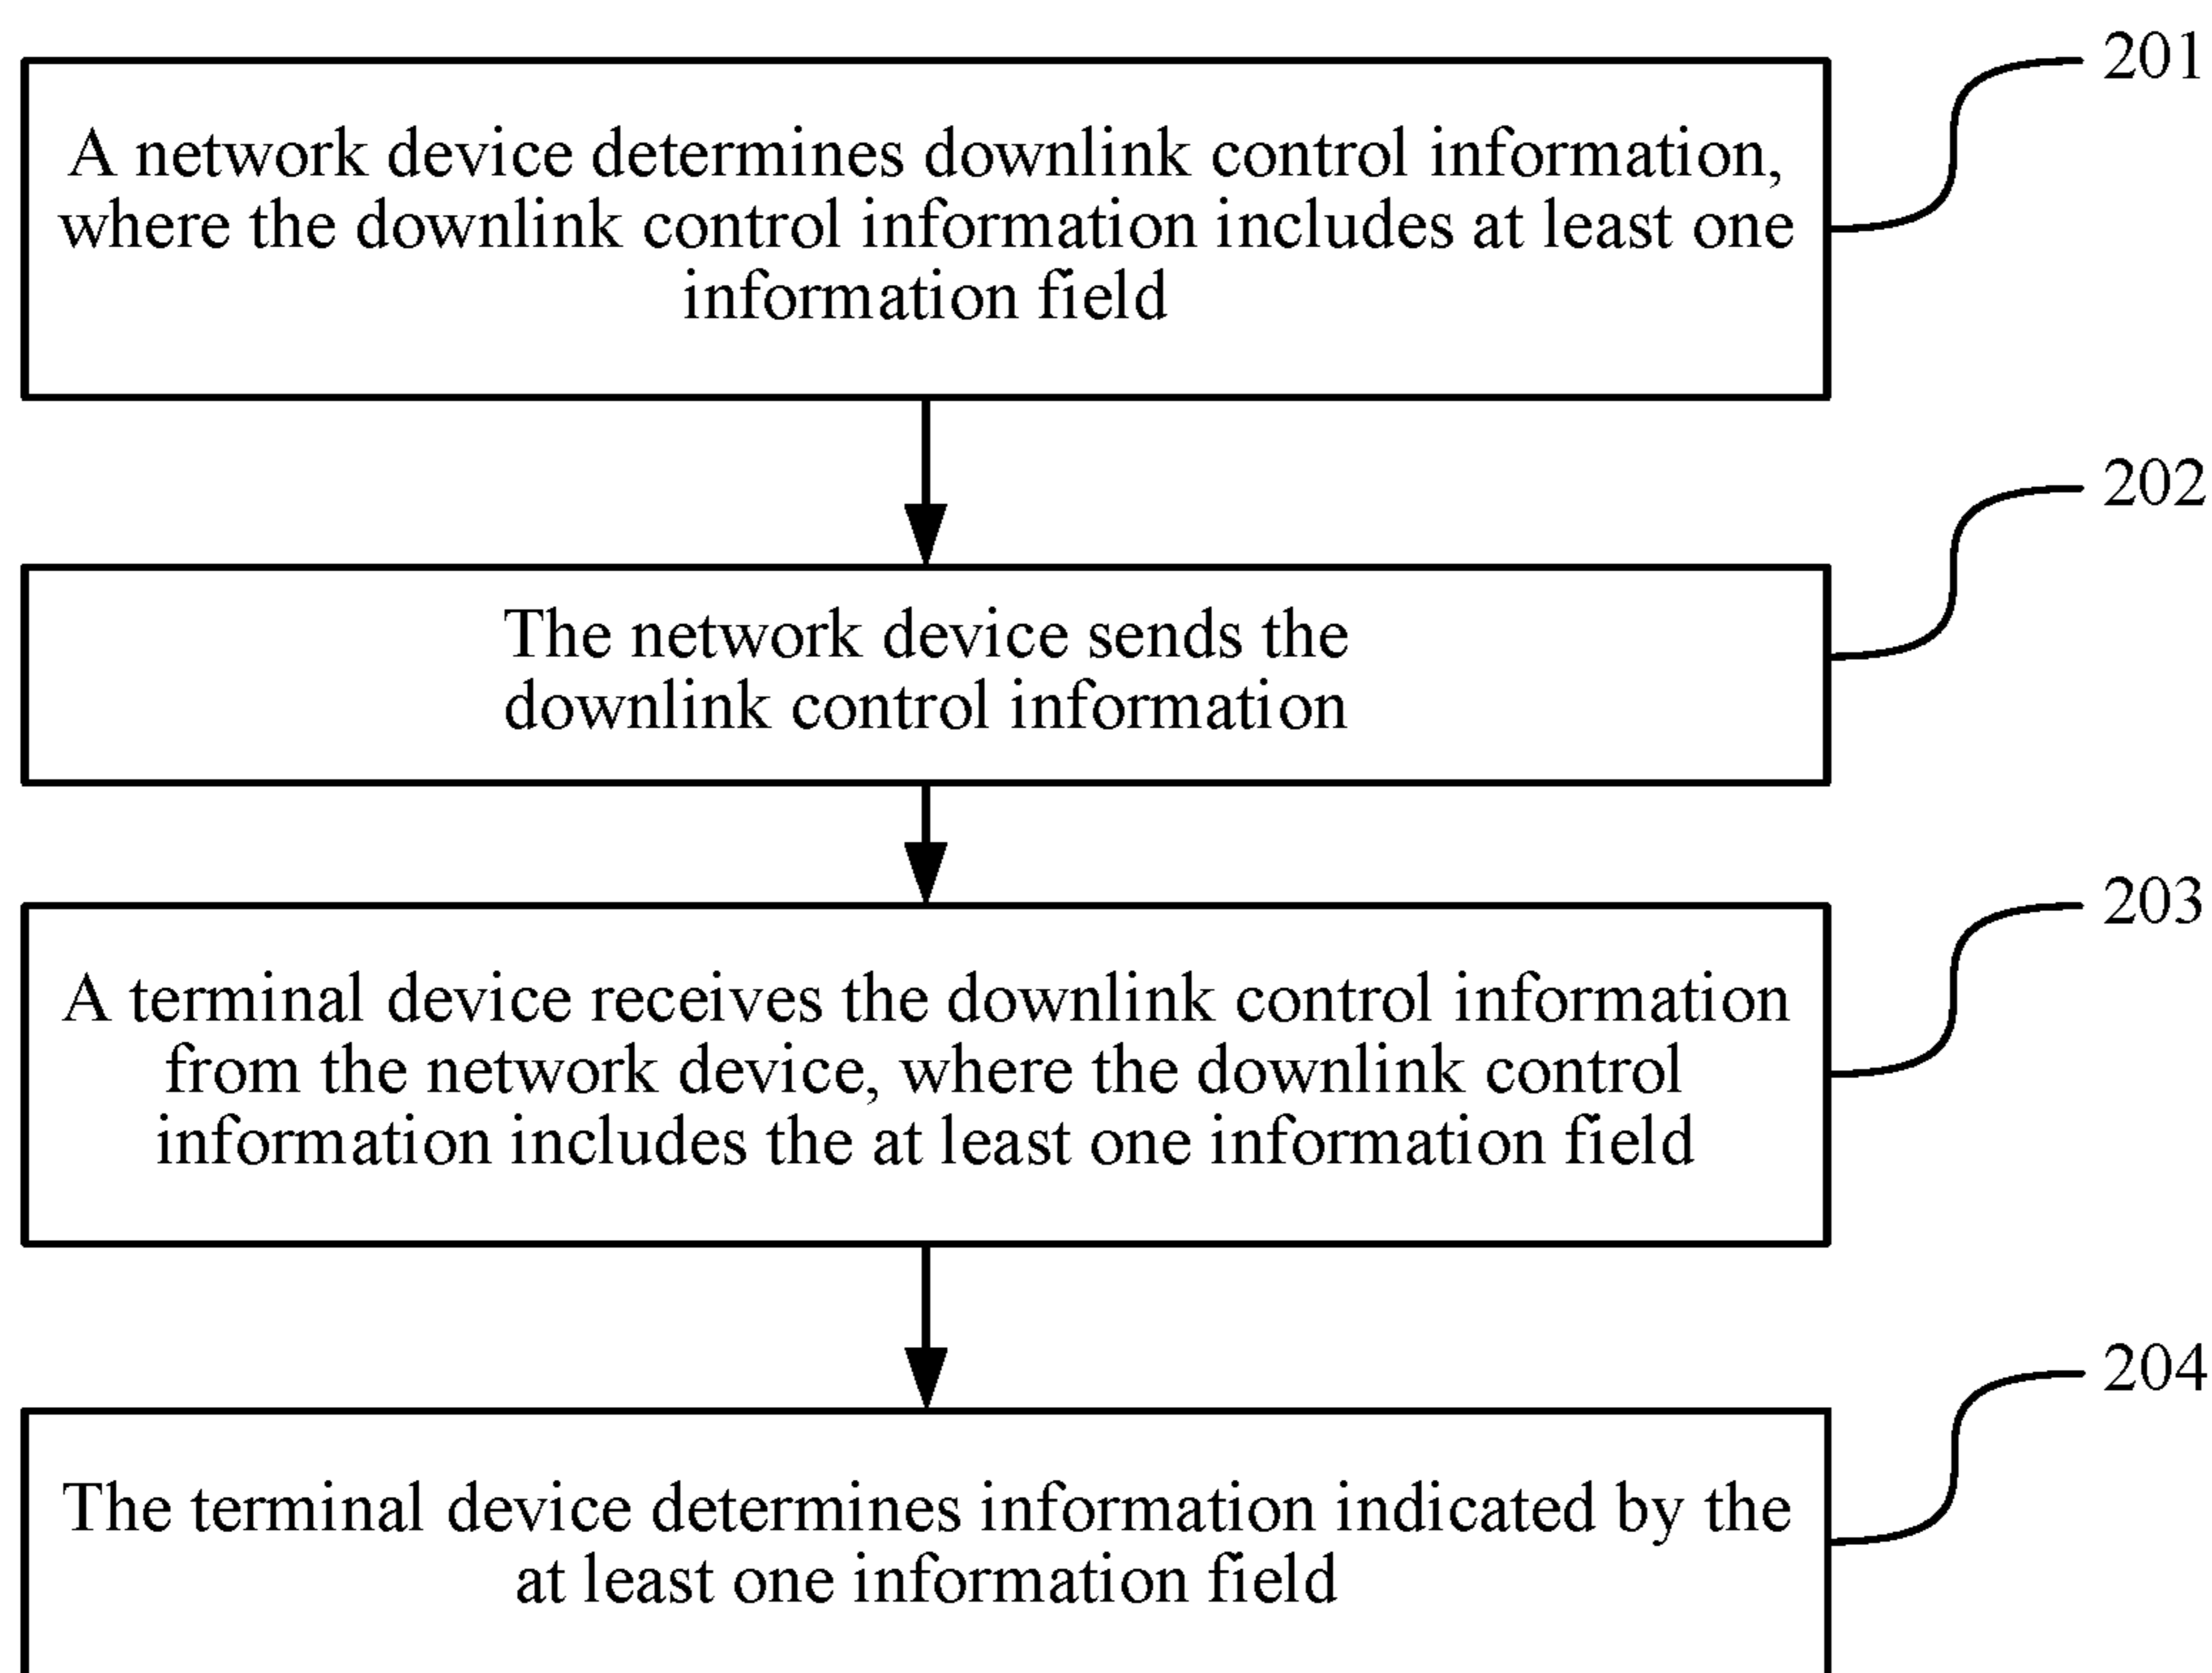 201
A network device determines downlink control information,
where the downlink control information includes at least one
information field
202
The network device sends the
downlink control information
203
A terminal device receives the downlink control information
from the network device, where the downlink control
information includes the at least one information field
204
The terminal device determines information indicated by the
at least one information field